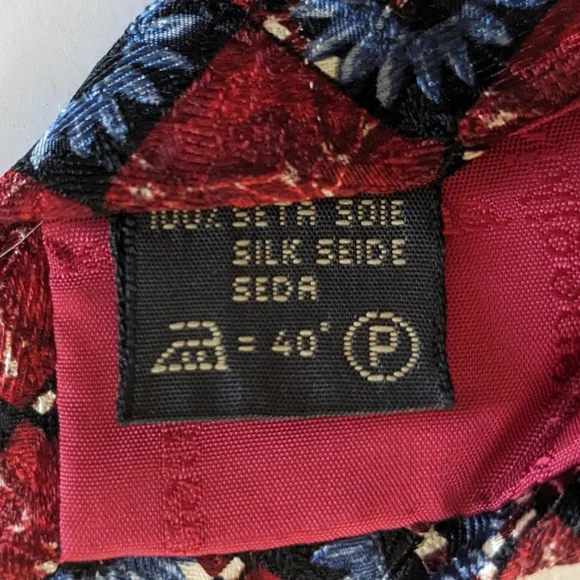 100% SETA SOIE
SILK SEIDE
SEDA
= 40° P